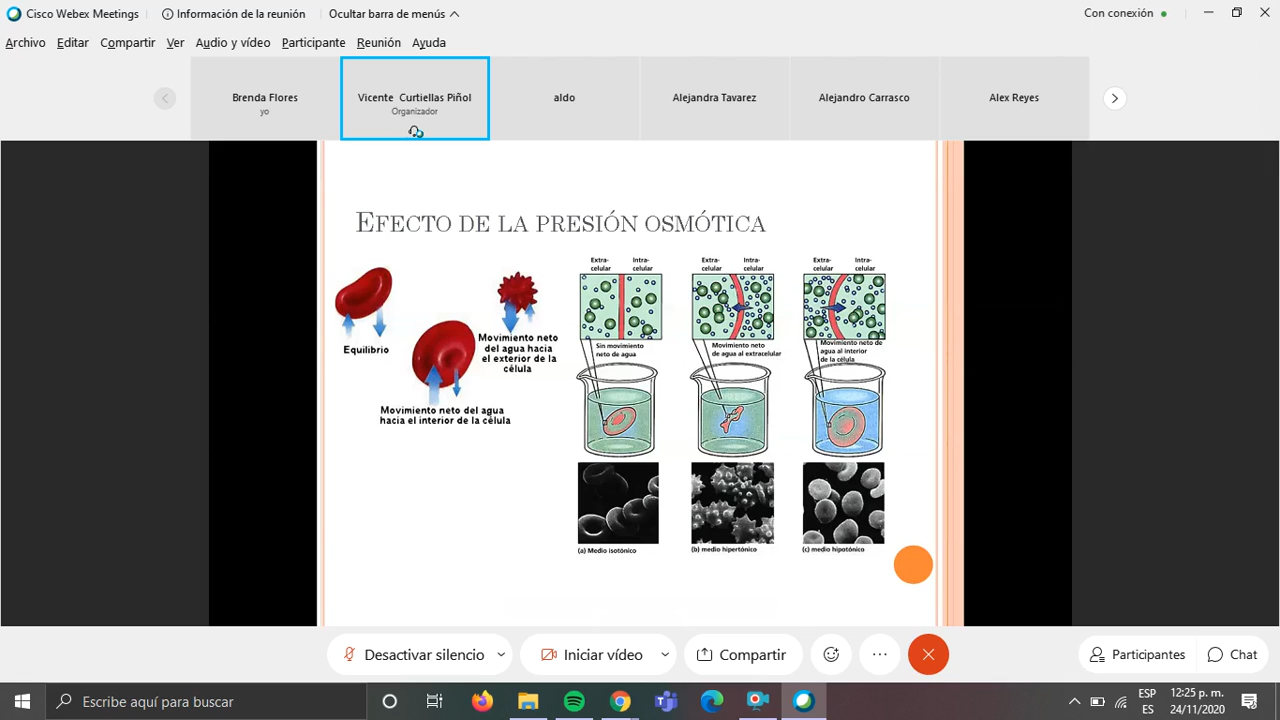 Cisco Webex Meetings
Información de la reunión
Ocultar barra de menús
Con conexión
Archivo Editar Compartir Ver Audio y vídeo Participante Reunión Ayuda
Brenda Flores
yo
Vicente Curtiellas Piñol
Organizador
aldo
Alejandra Tavarez
Alejandro Carrasco
Alex Reyes
EFECTO DE LA PRESIÓN OSMÓTICA
Equilibrio
Movimiento neto
del agua hacia
el exterior de la
célula
Movimiento neto del agua
hacia el interior de la célula
Extra-
celular
Intra-
celular
Sin movimiento
neto de agua
(a) Medio isotónico
Extra-
celular
Intra-
celular
Movimiento neto
de agua al extracelular
(b) medio hipertónico
Extra-
celular
Intra-
celular
Movimiento neto de
agua al interior
de la célula
(c) medio hipotónico
Desactivar silencio
Iniciar vídeo
Compartir
Participantes
Chat
Escribe aquí para buscar
ESP
ES
12:25 p. m.
24/11/2020